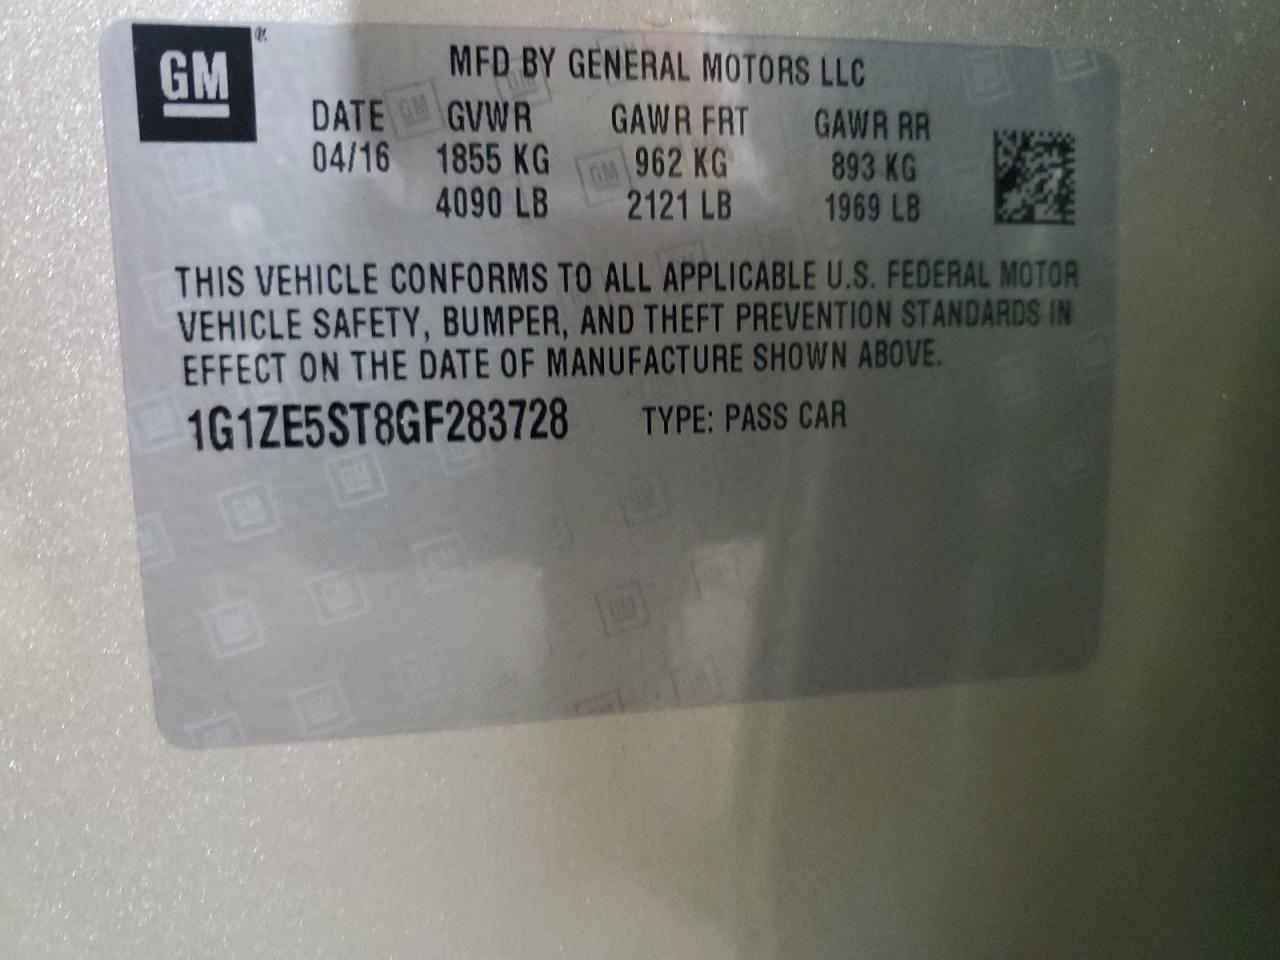 GM
MFD BY GENERAL MOTORS LLC
DATE GVWR GAWR FRT GAWR RR
04/16 1855 KG 962 KG 893 KG
4090 LB 2121 LB 1969 LB
THIS VEHICLE CONFORMS TO ALL APPLICABLE U.S. FEDERAL MOTOR
VEHICLE SAFETY, BUMPER, AND THEFT PREVENTION STANDARDS IN
EFFECT ON THE DATE OF MANUFACTURE SHOWN ABOVE.
1G1ZE5ST8GF283728 TYPE: PASS CAR